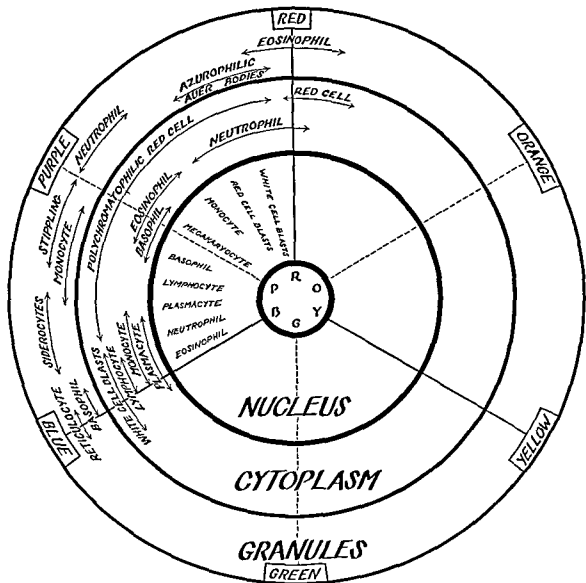 RED
EOSINOPHIL
AZUROPHILIC
AUER BODIES
RED CELL
NEUTROPHIL
POLYCHROMATOPHILIC RED CELL
NEUTROPHIL
PURPLE
ORANGE
STIPPLING
MONOCYTE
EOSINOPHIL
BASOPHIL
WHITE CELL BLASTS
RED CELL BLASTS
MONOCYTE
MEGAKARYOCYTE
BASOPHIL
LYMPHOCYTE
PLASMACYTE
NEUTROPHIL
EOSINOPHIL
R
P O
B Y
G
SIDEROCYTES
WHITE CELL BLASTS
LYMPHOCYTE
MONOCYTE
PLASMACYTE
BASOPHIL
RETICULOCYTE
BLUE
YELLOW
NUCLEUS
CYTOPLASM
GRANULES
GREEN